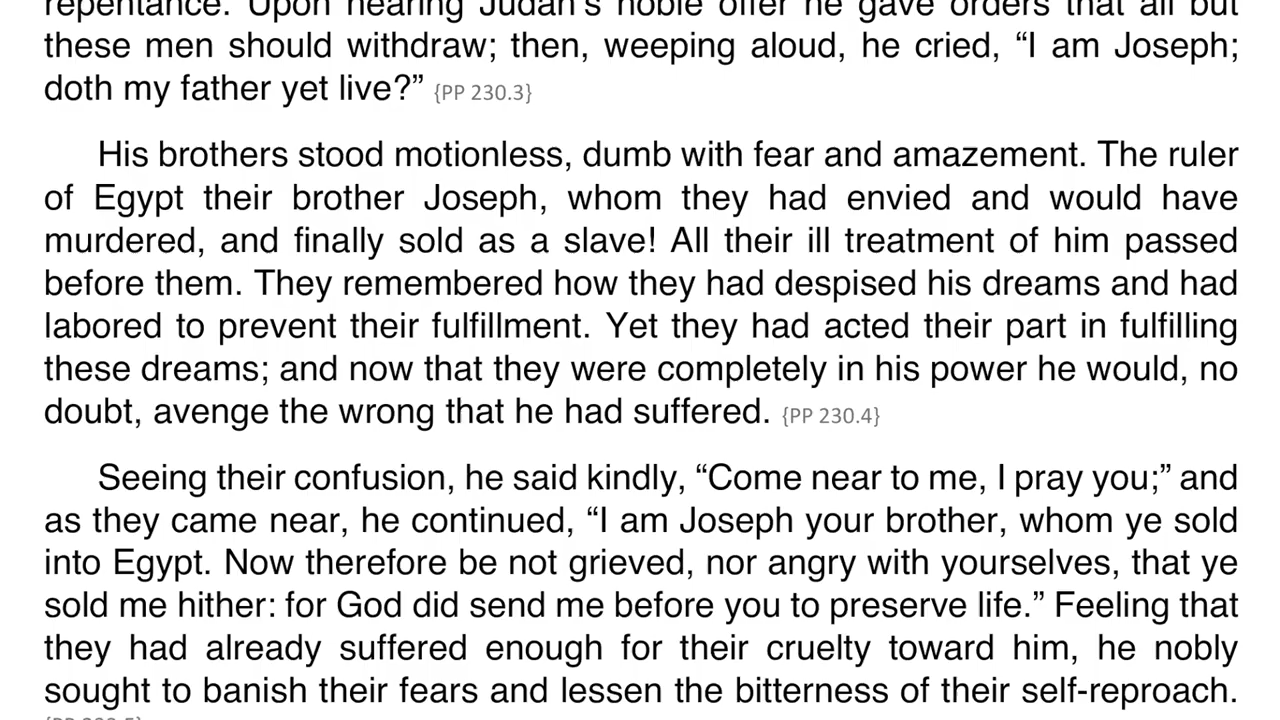 repentance. Upon hearing Judah’s noble offer he gave orders that all but
these men should withdraw; then, weeping aloud, he cried, “I am Joseph;
doth my father yet live?” {PP 230.3}
His brothers stood motionless, dumb with fear and amazement. The ruler
of Egypt their brother Joseph, whom they had envied and would have
murdered, and finally sold as a slave! All their ill treatment of him passed
before them. They remembered how they had despised his dreams and had
labored to prevent their fulfillment. Yet they had acted their part in fulfilling
these dreams; and now that they were completely in his power he would, no
doubt, avenge the wrong that he had suffered. {PP 230.4}
Seeing their confusion, he said kindly, “Come near to me, I pray you;” and
as they came near, he continued, “I am Joseph your brother, whom ye sold
into Egypt. Now therefore be not grieved, nor angry with yourselves, that ye
sold me hither: for God did send me before you to preserve life.” Feeling that
they had already suffered enough for their cruelty toward him, he nobly
sought to banish their fears and lessen the bitterness of their self-reproach.